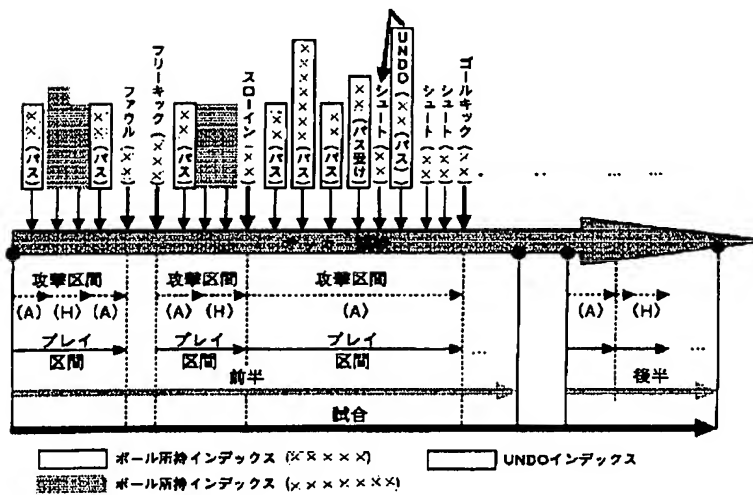 ××(パス)
××(パス)
ファウル(××)
フリーキック(×××)
××(パス)
スローイン(××)
××(パス)
××(パス)
××(パス受け
シュート(××)
UNDO(××(パス)
シュート(××)
シュート(××)
ゴールキック(××)
… … …
攻撃区間 攻撃区間 攻撃区間
(A) (H) (A) (A) (H) (A) (A) (H)
プレイ区間 プレイ区間 プレイ区間 … …
前半 後半
試合
ボール所持インデックス (×××××) UNDOインデックス
ボール所持インデックス (×××××××)